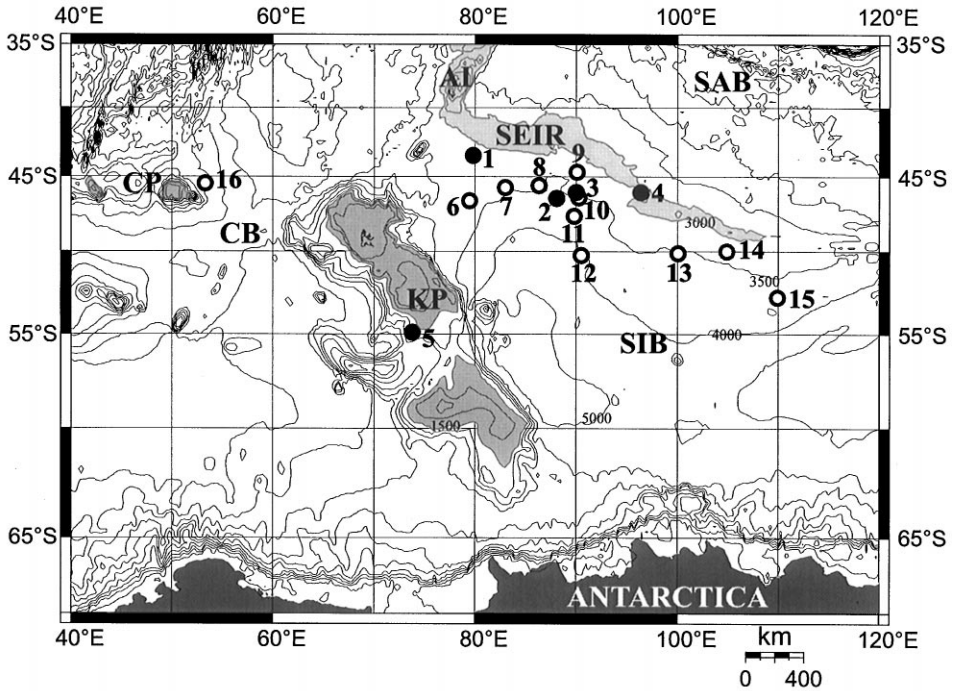 40°E 60°E 80°E 100°E 120°E
35°S 35°S
AI SAB
SEIR
9
1 8
45°S 45°S
CP 16 3 4
6 7 2 10
3000
11
CB
12 13 14
3500
KP 15
55°S 5 SIB 4000 55°S
5000
1500
65°S 65°S
ANTARCTICA
40°E 60°E 80°E 100°E 120°E
km
0 400